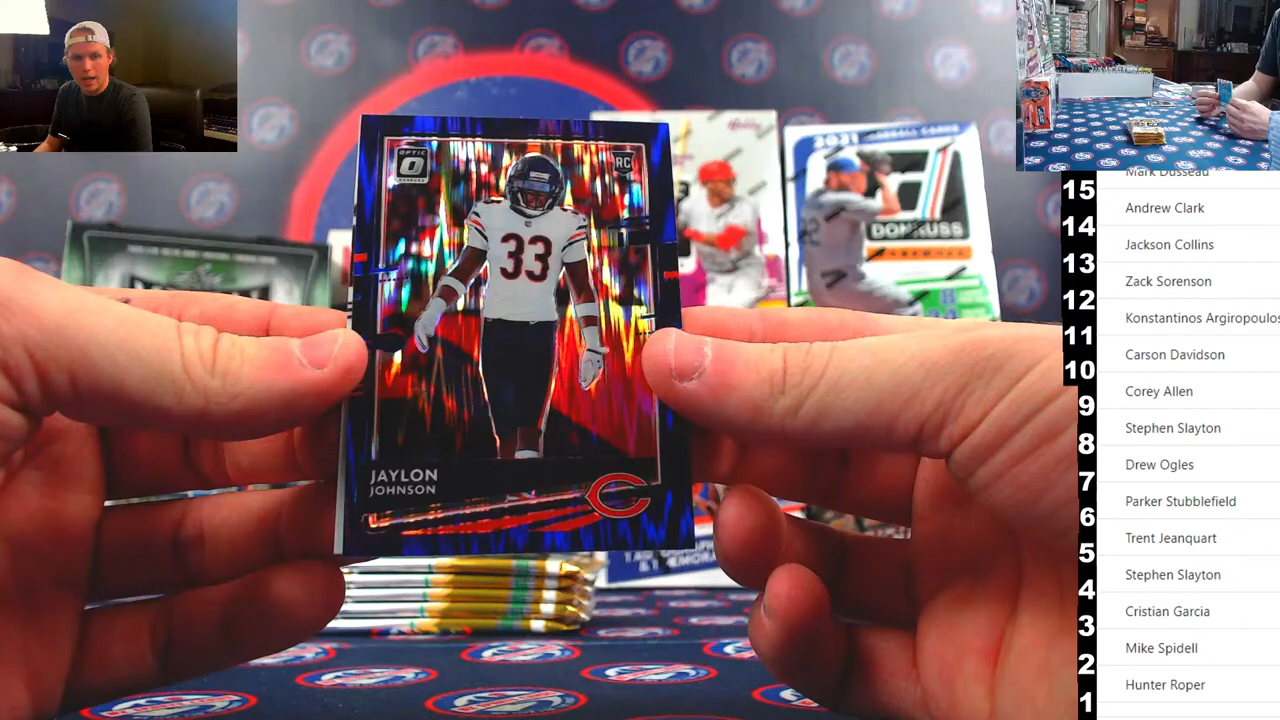 OPTIC
DONRUSS
RC
33
JAYLON
JOHNSON
2021
DONRUSS
Mark Dusseau
15
Andrew Clark
14
Jackson Collins
13
Zack Sorenson
12
Konstantinos Argiropoulos
11
Carson Davidson
10
Corey Allen
9
Stephen Slayton
8
Drew Ogles
7
Parker Stubblefield
6
Trent Jeanquart
5
Stephen Slayton
4
Cristian Garcia
3
Mike Spidell
2
Hunter Roper
1